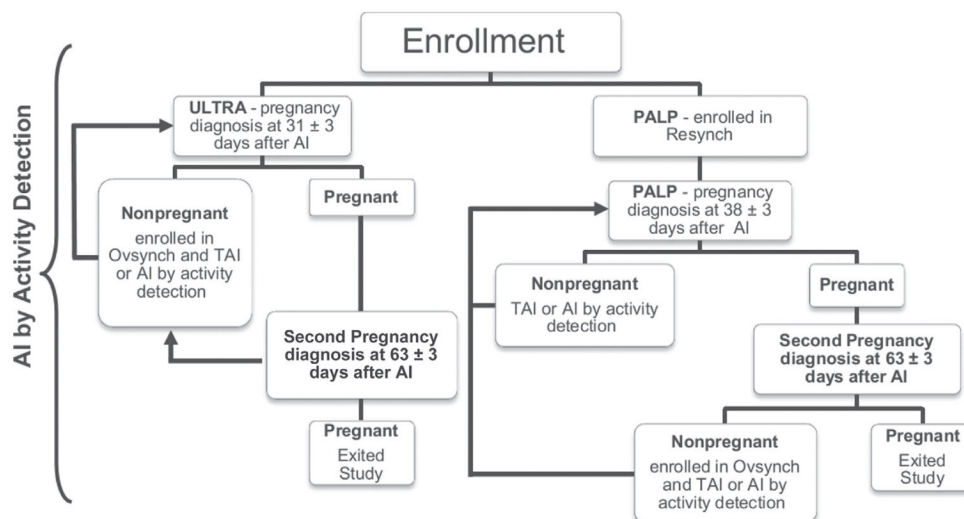 AI by Activity Detection
Enrollment
ULTRA - pregnancy
diagnosis at 31 ± 3
days after AI
Nonpregnant
enrolled in
Ovsynch and TAI
or AI by activity
detection
Pregnant
Second Pregnancy
diagnosis at 63 ± 3
days after AI
Pregnant
Exited
Study
PALP - enrolled in
Resynch
PALP - pregnancy
diagnosis at 38 ± 3
days after AI
Nonpregnant
TAI or AI by activity
detection
Pregnant
Second Pregnancy
diagnosis at 63 ± 3
days after AI
Nonpregnant
enrolled in Ovsynch
and TAI or AI by
activity detection
Pregnant
Exited
Study